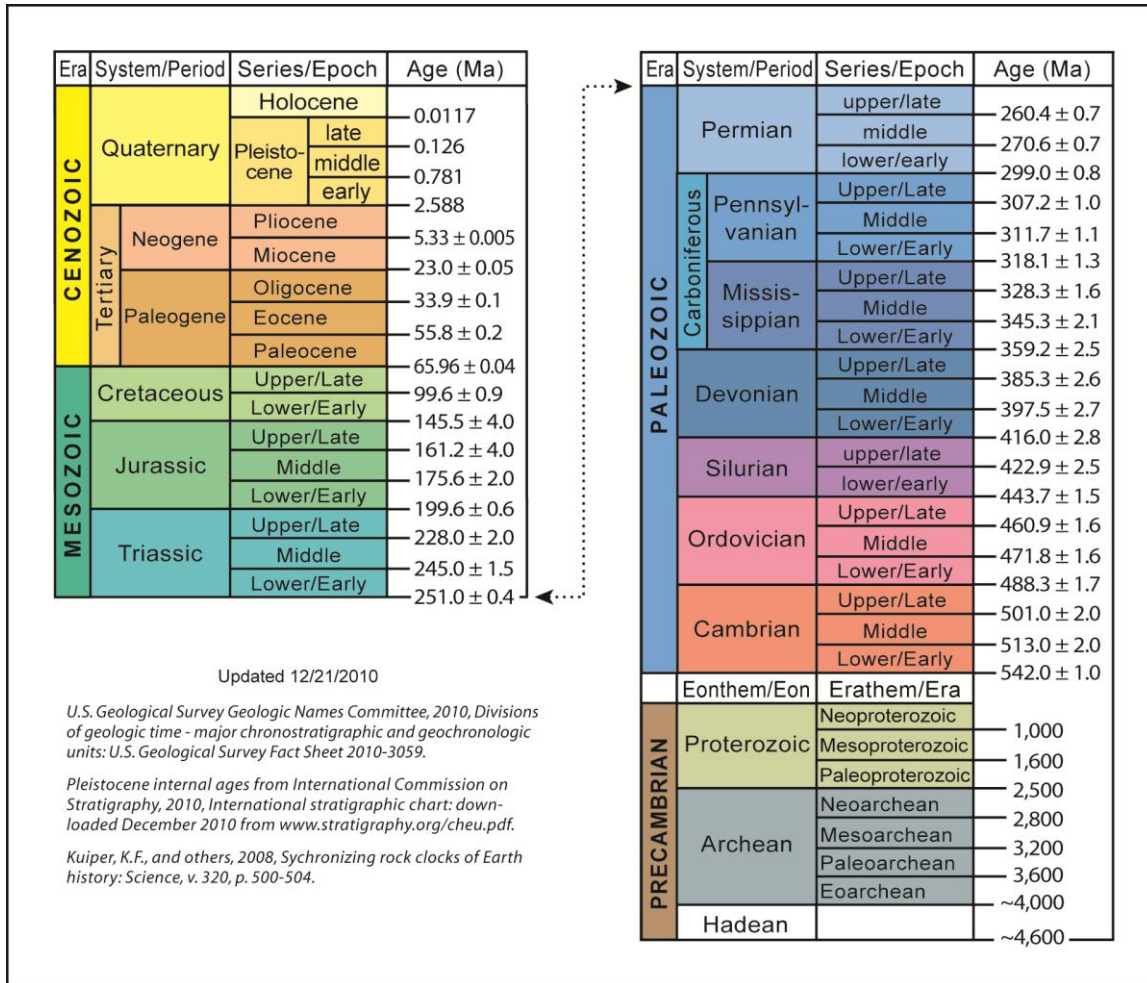 Era System/Period Series/Epoch Age (Ma)
CENOZOIC
Quaternary
Holocene
0.0117
Pleisto-
cene
late
0.126
middle
0.781
early
2.588
Tertiary
Neogene
Pliocene
5.33 ± 0.005
Miocene
23.0 ± 0.05
Paleogene
Oligocene
33.9 ± 0.1
Eocene
55.8 ± 0.2
Paleocene
65.96 ± 0.04
MESOZOIC
Cretaceous
Upper/Late
99.6 ± 0.9
Lower/Early
145.5 ± 4.0
Jurassic
Upper/Late
161.2 ± 4.0
Middle
175.6 ± 2.0
Lower/Early
199.6 ± 0.6
Triassic
Upper/Late
228.0 ± 2.0
Middle
245.0 ± 1.5
Lower/Early
251.0 ± 0.4
Updated 12/21/2010
U.S. Geological Survey Geologic Names Committee, 2010, Divisions
of geologic time - major chronostratigraphic and geochronologic
units: U.S. Geological Survey Fact Sheet 2010-3059.
Pleistocene internal ages from International Commission on
Stratigraphy, 2010, International stratigraphic chart: down-
loaded December 2010 from www.stratigraphy.org/cheu.pdf.
Kuiper, K.F., and others, 2008, Sychronizing rock clocks of Earth
history: Science, v. 320, p. 500-504.
Era System/Period Series/Epoch Age (Ma)
PALEOZOIC
Permian
upper/late
260.4 ± 0.7
middle
270.6 ± 0.7
lower/early
299.0 ± 0.8
Carboniferous
Pennsyl-
vanian
Upper/Late
307.2 ± 1.0
Middle
311.7 ± 1.1
Lower/Early
318.1 ± 1.3
Missis-
sippian
Upper/Late
328.3 ± 1.6
Middle
345.3 ± 2.1
Lower/Early
359.2 ± 2.5
Devonian
Upper/Late
385.3 ± 2.6
Middle
397.5 ± 2.7
Lower/Early
416.0 ± 2.8
Silurian
upper/late
422.9 ± 2.5
lower/early
443.7 ± 1.5
Ordovician
Upper/Late
460.9 ± 1.6
Middle
471.8 ± 1.6
Lower/Early
488.3 ± 1.7
Cambrian
Upper/Late
501.0 ± 2.0
Middle
513.0 ± 2.0
Lower/Early
542.0 ± 1.0
Eonthem/Eon Erathem/Era
PRECAMBRIAN
Proterozoic
Neoproterozoic
1,000
Mesoproterozoic
1,600
Paleoproterozoic
2,500
Archean
Neoarchean
2,800
Mesoarchean
3,200
Paleoarchean
3,600
Eoarchean
~4,000
Hadean
~4,600